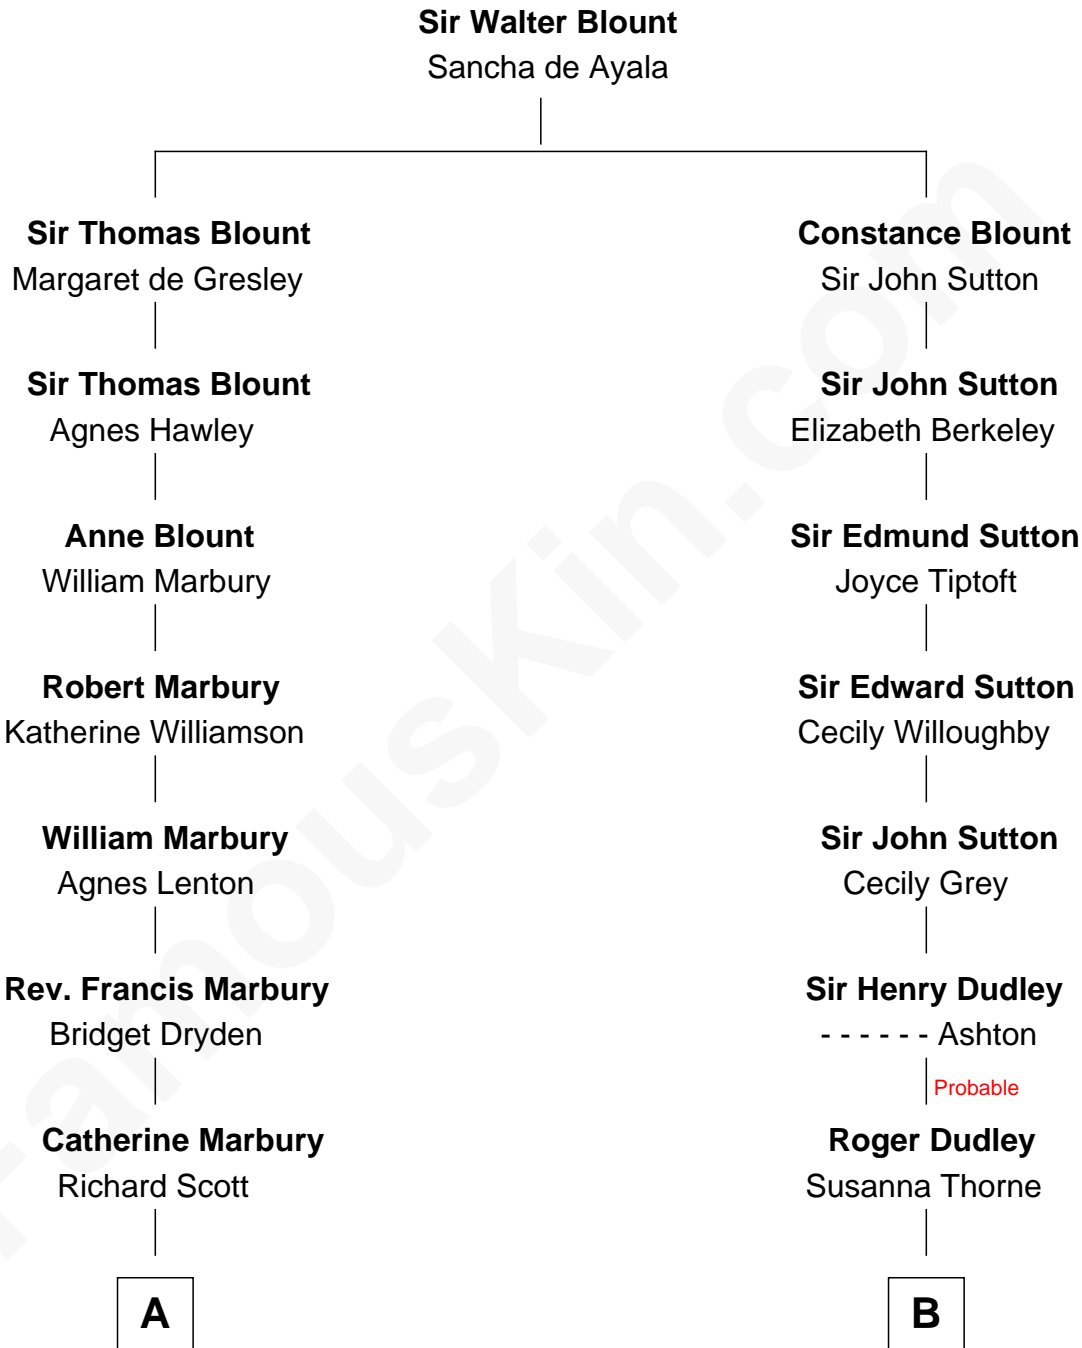 Sir Walter Blount
Sancha de Ayala
Sir Thomas Blount
Margaret de Gresley
Sir Thomas Blount
Agnes Hawley
Anne Blount
William Marbury
Robert Marbury
Katherine Williamson
William Marbury
Agnes Lenton
Rev. Francis Marbury
Bridget Dryden
Catherine Marbury
Richard Scott
A
Constance Blount
Sir John Sutton
Sir John Sutton
Elizabeth Berkeley
Sir Edmund Sutton
Joyce Tiptoft
Sir Edward Sutton
Cecily Willoughby
Sir John Sutton
Cecily Grey
Sir Henry Dudley
- - - - - - Ashton
Probable
Roger Dudley
Susanna Thorne
B
FamousKin.com